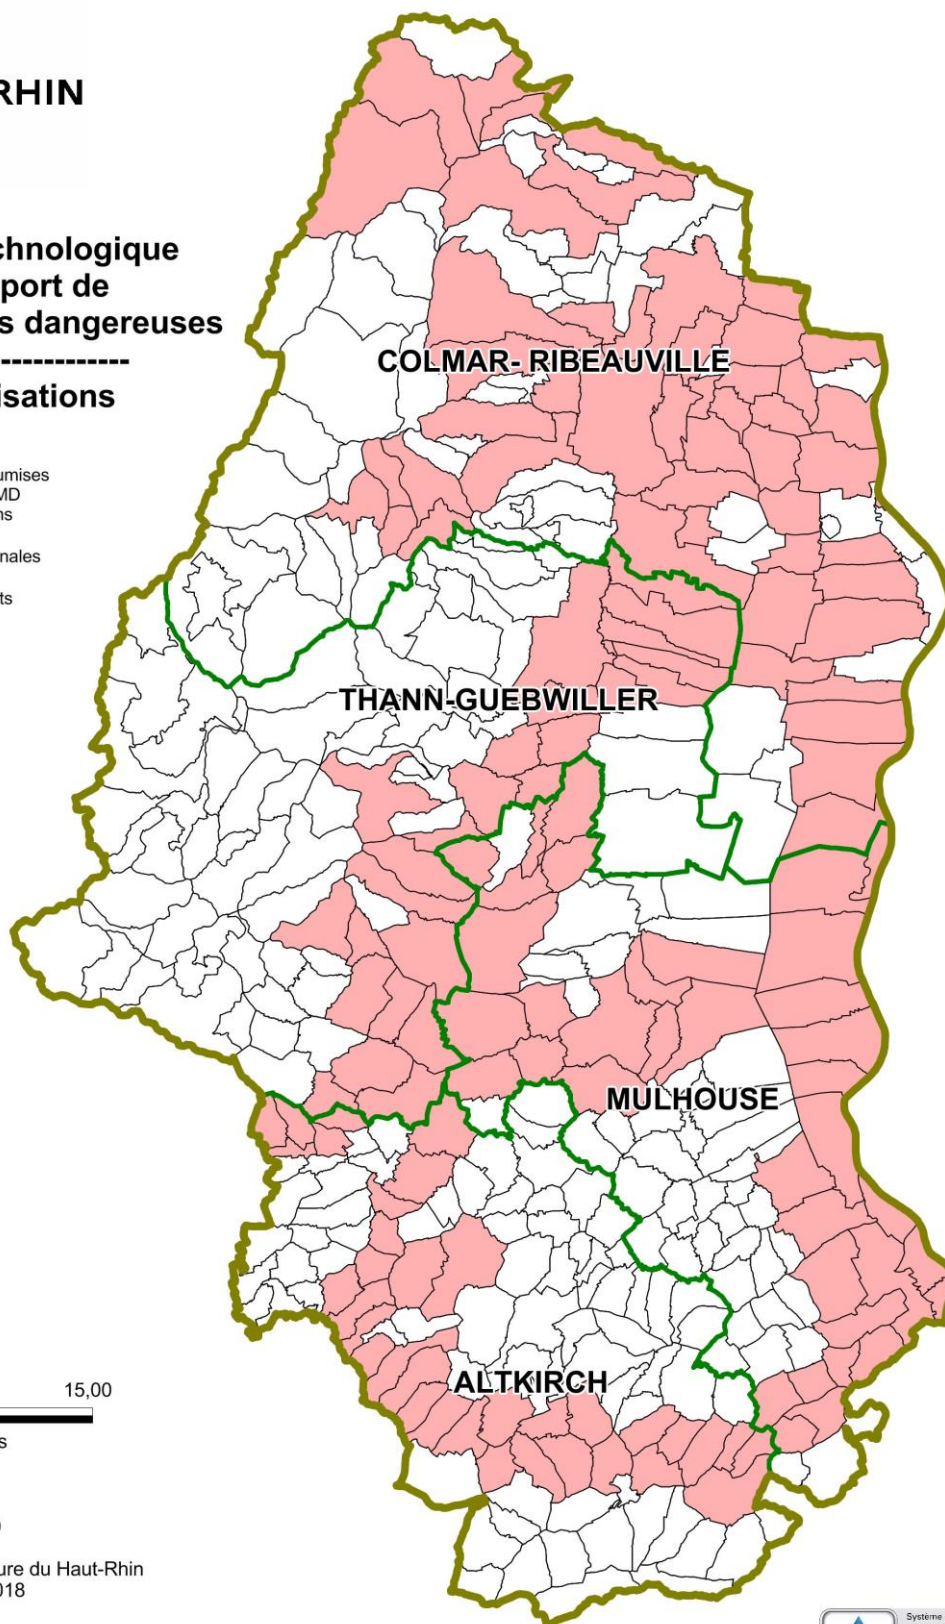 RHIN
chnologique
port de
s dangereuses
------------
isations
umises
MD
ns
nales
ts
COLMAR- RIBEAUVILLE
THANN-GUEBWILLER
MULHOUSE
ALTKIRCH
15,00
s
)
ure du Haut-Rhin
018
Système